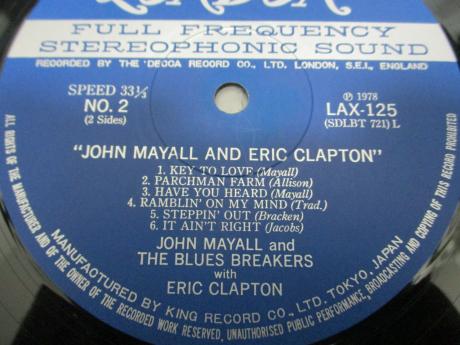 FULL FREQUENCY
STEREOPHONIC SOUND
RECORDED BY THE DECCA RECORD CO., LTD. LONDON, S.E.I., ENGLAND
SPEED 33⅓
NO. 2
(2 Sides)
℗ 1978
LAX-125
(SDLBT 721) L
"JOHN MAYALL AND ERIC CLAPTON"
1. KEY TO LOVE (Mayall)
2. PARCHMAN FARM (Allison)
3. HAVE YOU HEARD (Mayall)
4. RAMBLIN' ON MY MIND (Trad.)
5. STEPPIN' OUT (Bracken)
6. IT AIN'T RIGHT (Jacobs)
JOHN MAYALL and
THE BLUES BREAKERS
with
ERIC CLAPTON
MANUFACTURED BY KING RECORD CO., LTD. TOKYO, JAPAN
ALL RIGHTS OF THE MANUFACTURER AND OF THE OWNER OF THE RECORDED WORK RESERVED, UNAUTHORISED PUBLIC PERFORMANCE, BROADCASTING AND COPYING OF THIS RECORD PROHIBITED